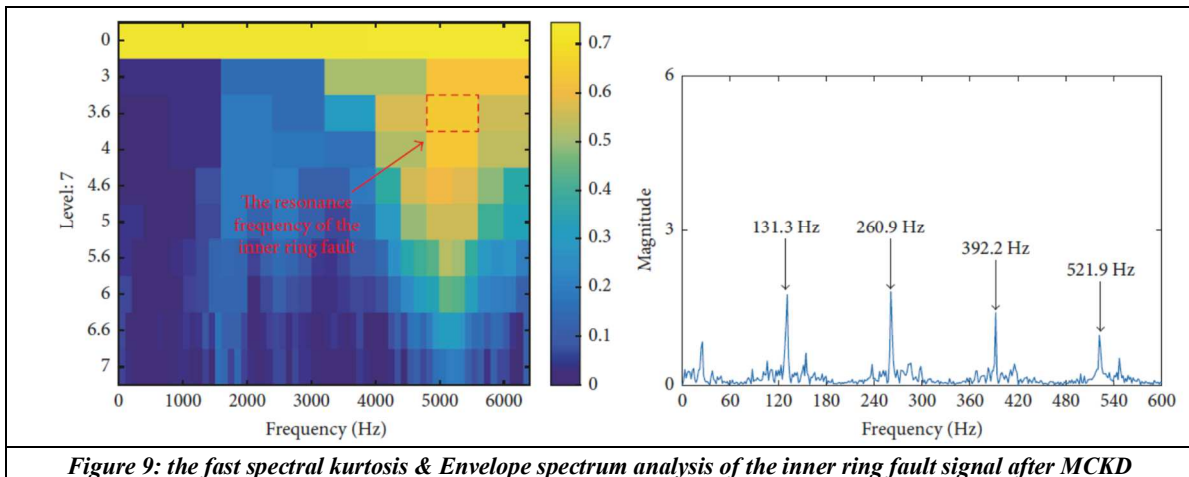 0
3
3.6
4
4.6
5
5.6
6
6.6
7
Level: 7
The resonance
frequency of the
inner ring fault
0 1000 2000 3000 4000 5000 6000
Frequency (Hz)
0.7
0.6
0.5
0.4
0.3
0.2
0.1
0
6
3
0
Magnitude
131.3 Hz
260.9 Hz
392.2 Hz
521.9 Hz
0 60 120 180 240 300 360 420 480 540 600
Frequency (Hz)
Figure 9: the fast spectral kurtosis & Envelope spectrum analysis of the inner ring fault signal after MCKD